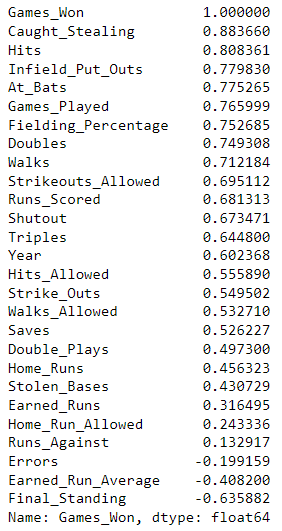 Games_Won 1.000000
Caught_Stealing 0.883660
Hits 0.808361
Infield_Put_Outs 0.779830
At_Bats 0.775265
Games_Played 0.765999
Fielding_Percentage 0.752685
Doubles 0.749308
Walks 0.712184
Strikeouts_Allowed 0.695112
Runs_Scored 0.681313
Shutout 0.673471
Triples 0.644800
Year 0.602368
Hits_Allowed 0.555890
Strike_Outs 0.549502
Walks_Allowed 0.532710
Saves 0.526227
Double_Plays 0.497300
Home_Runs 0.456323
Stolen_Bases 0.430729
Earned_Runs 0.316495
Home_Run_Allowed 0.243336
Runs_Against 0.132917
Errors -0.199159
Earned_Run_Average -0.408200
Final_Standing -0.635882
Name: Games_Won, dtype: float64